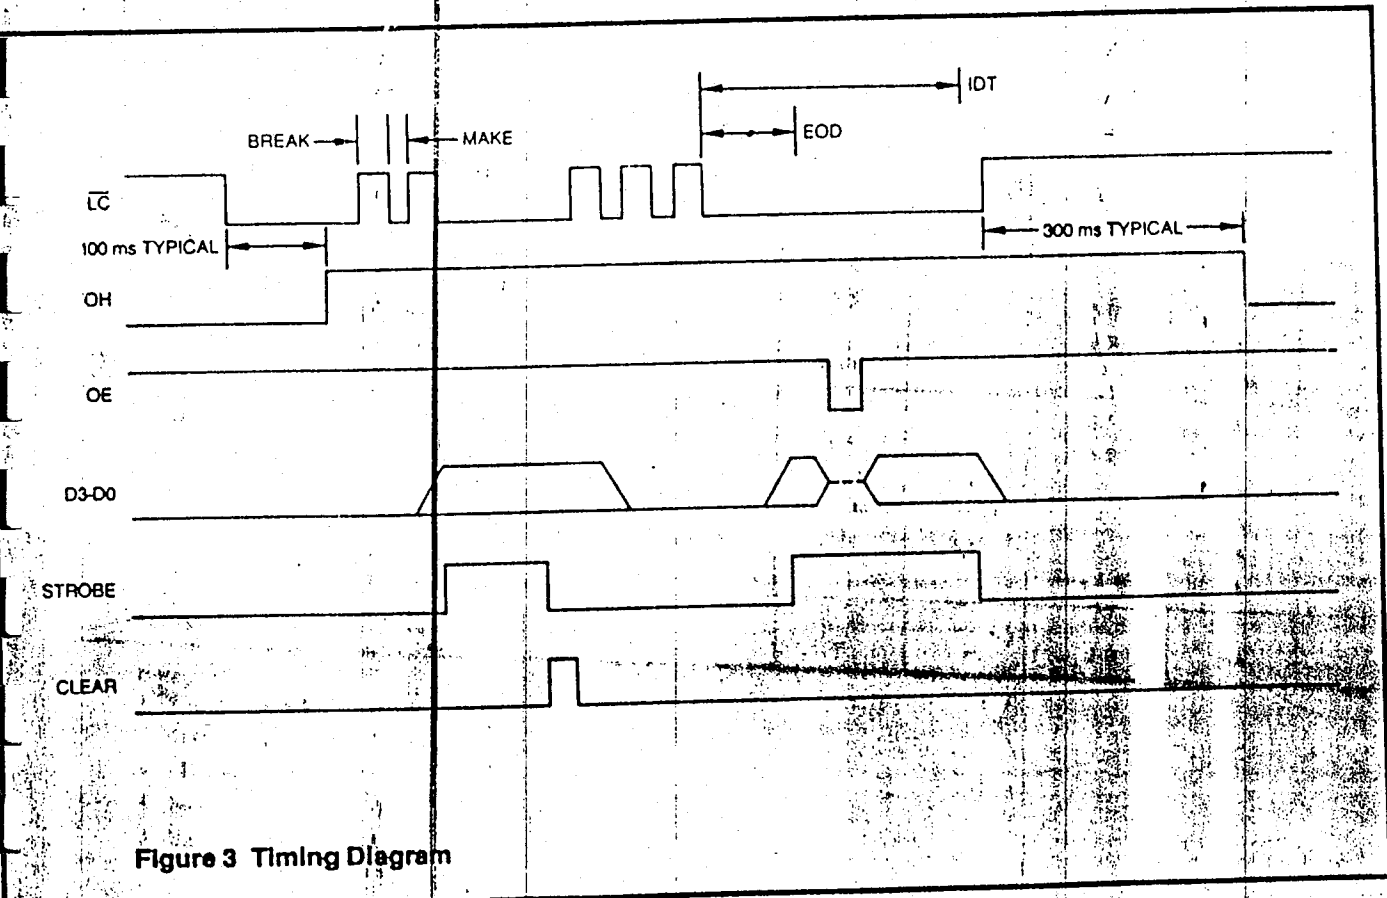 IDT
EOD
BREAK
MAKE
L̅C̅
100 ms TYPICAL
300 ms TYPICAL
OH
OE
D3-D0
STROBE
CLEAR
Figure 3 Timing Diagram